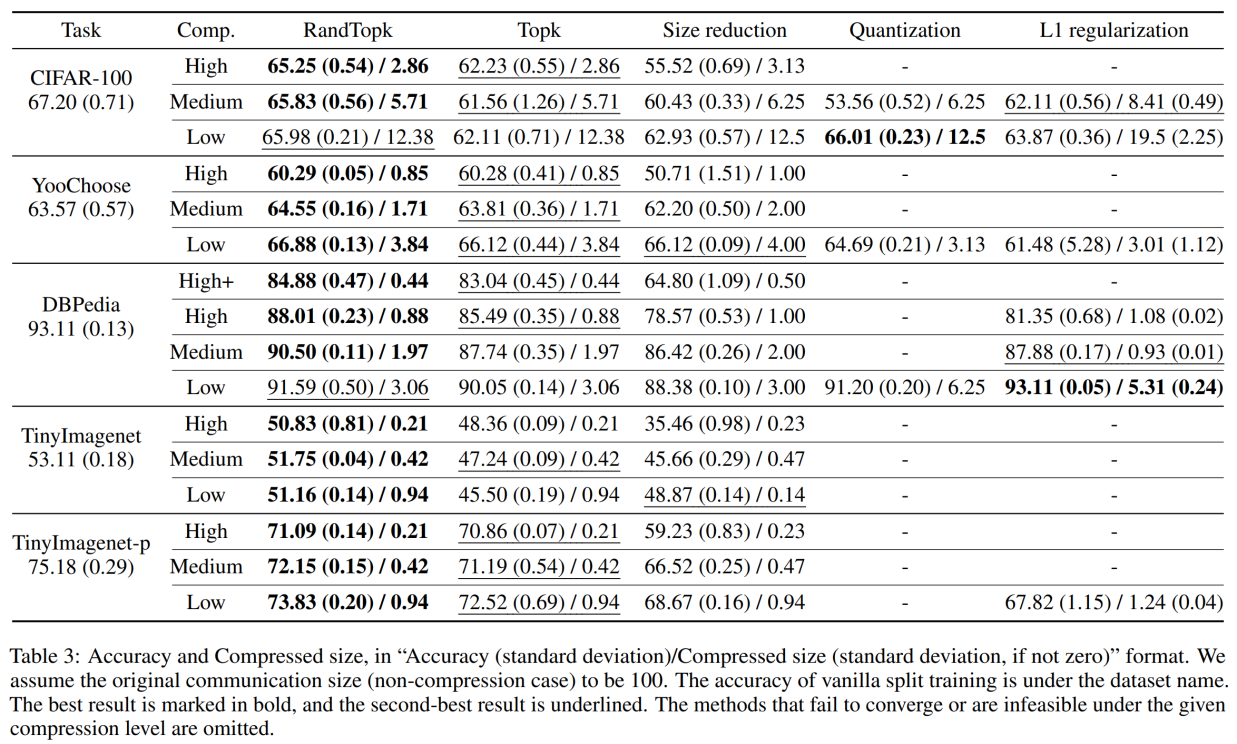 Task Comp. RandTopk Topk Size reduction Quantization L1 regularization
CIFAR-100
67.20 (0.71)
High 65.25 (0.54) / 2.86 62.23 (0.55) / 2.86 55.52 (0.69) / 3.13 - -
Medium 65.83 (0.56) / 5.71 61.56 (1.26) / 5.71 60.43 (0.33) / 6.25 53.56 (0.52) / 6.25 62.11 (0.56) / 8.41 (0.49)
Low 65.98 (0.21) / 12.38 62.11 (0.71) / 12.38 62.93 (0.57) / 12.5 66.01 (0.23) / 12.5 63.87 (0.36) / 19.5 (2.25)
YooChoose
63.57 (0.57)
High 60.29 (0.05) / 0.85 60.28 (0.41) / 0.85 50.71 (1.51) / 1.00 - -
Medium 64.55 (0.16) / 1.71 63.81 (0.36) / 1.71 62.20 (0.50) / 2.00 - -
Low 66.88 (0.13) / 3.84 66.12 (0.44) / 3.84 66.12 (0.09) / 4.00 64.69 (0.21) / 3.13 61.48 (5.28) / 3.01 (1.12)
DBPedia
93.11 (0.13)
High+ 84.88 (0.47) / 0.44 83.04 (0.45) / 0.44 64.80 (1.09) / 0.50 - -
High 88.01 (0.23) / 0.88 85.49 (0.35) / 0.88 78.57 (0.53) / 1.00 - 81.35 (0.68) / 1.08 (0.02)
Medium 90.50 (0.11) / 1.97 87.74 (0.35) / 1.97 86.42 (0.26) / 2.00 - 87.88 (0.17) / 0.93 (0.01)
Low 91.59 (0.50) / 3.06 90.05 (0.14) / 3.06 88.38 (0.10) / 3.00 91.20 (0.20) / 6.25 93.11 (0.05) / 5.31 (0.24)
TinyImagenet
53.11 (0.18)
High 50.83 (0.81) / 0.21 48.36 (0.09) / 0.21 35.46 (0.98) / 0.23 - -
Medium 51.75 (0.04) / 0.42 47.24 (0.09) / 0.42 45.66 (0.29) / 0.47 - -
Low 51.16 (0.14) / 0.94 45.50 (0.19) / 0.94 48.87 (0.14) / 0.14 - -
TinyImagenet-p
75.18 (0.29)
High 71.09 (0.14) / 0.21 70.86 (0.07) / 0.21 59.23 (0.83) / 0.23 - -
Medium 72.15 (0.15) / 0.42 71.19 (0.54) / 0.42 66.52 (0.25) / 0.47 - -
Low 73.83 (0.20) / 0.94 72.52 (0.69) / 0.94 68.67 (0.16) / 0.94 - 67.82 (1.15) / 1.24 (0.04)
Table 3: Accuracy and Compressed size, in “Accuracy (standard deviation)/Compressed size (standard deviation, if not zero)” format. We
assume the original communication size (non-compression case) to be 100. The accuracy of vanilla split training is under the dataset name.
The best result is marked in bold, and the second-best result is underlined. The methods that fail to converge or are infeasible under the given
compression level are omitted.